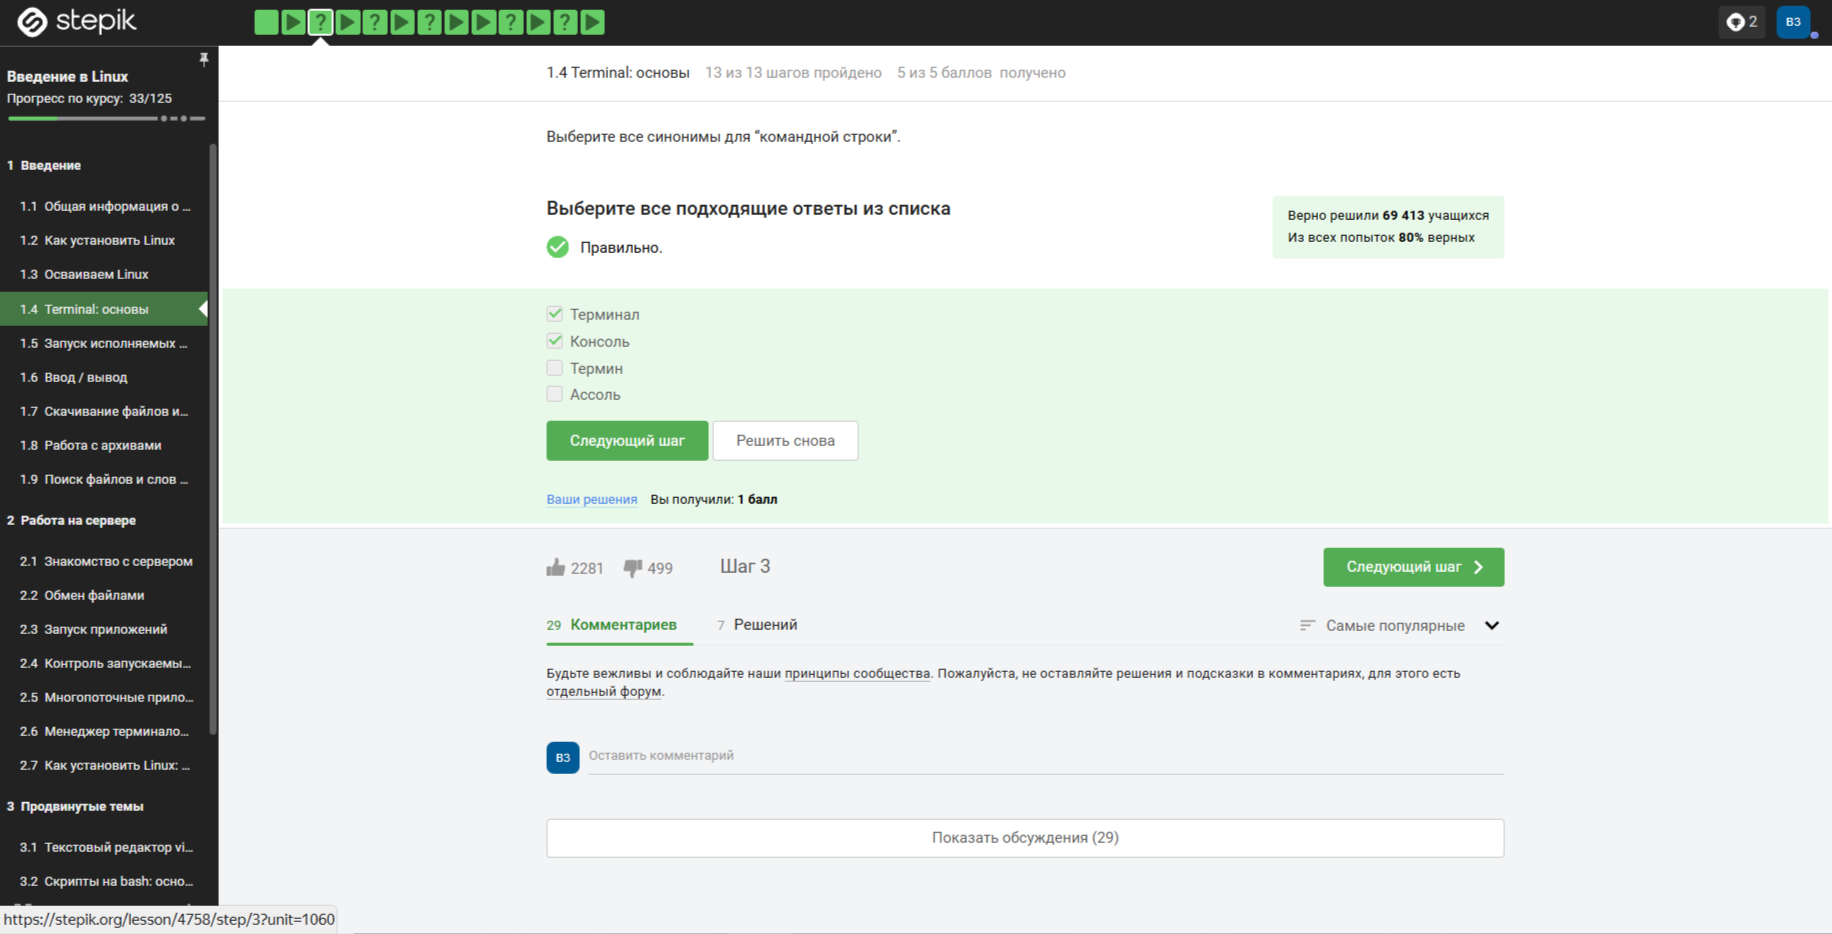 stepik
2
ВЗ
Введение в Linux
Прогресс по курсу: 33/125
1 Введение
1.1 Общая информация о ...
1.2 Как установить Linux
1.3 Осваиваем Linux
1.4 Terminal: основы
1.5 Запуск исполняемых ...
1.6 Ввод / вывод
1.7 Скачивание файлов и...
1.8 Работа с архивами
1.9 Поиск файлов и слов ...
2 Работа на сервере
2.1 Знакомство с сервером
2.2 Обмен файлами
2.3 Запуск приложений
2.4 Контроль запускаемы...
2.5 Многопоточные прило...
2.6 Менеджер терминало...
2.7 Как установить Linux: ...
3 Продвинутые темы
3.1 Текстовый редактор vi...
3.2 Скрипты на bash: осно...
https://stepik.org/lesson/4758/step/3?unit=1060
1.4 Terminal: основы 13 из 13 шагов пройдено 5 из 5 баллов получено
Выберите все синонимы для “командной строки”.
Выберите все подходящие ответы из списка
Правильно.
Верно решили 69 413 учащихся
Из всех попыток 80% верных
Терминал
Консоль
Термин
Ассоль
Следующий шаг
Решить снова
Ваши решения Вы получили: 1 балл
2281 499 Шаг 3
Следующий шаг
29 Комментариев 7 Решений
Самые популярные
Будьте вежливы и соблюдайте наши принципы сообщества. Пожалуйста, не оставляйте решения и подсказки в комментариях, для этого есть
отдельный форум.
ВЗ Оставить комментарий
Показать обсуждения (29)